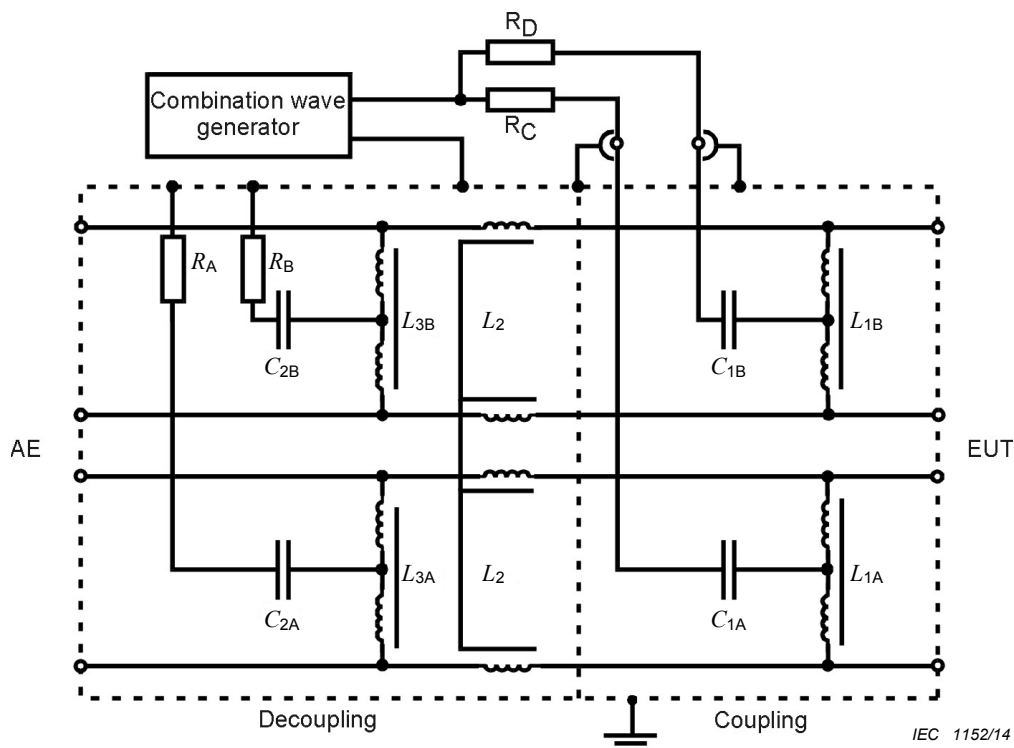 R_D
Combination wave
generator
R_C
R_A
R_B
L_3B
L_2
L_1B
C_2B
C_1B
AE
EUT
L_3A
L_2
L_1A
C_2A
C_1A
Decoupling
Coupling
IEC 1152/14